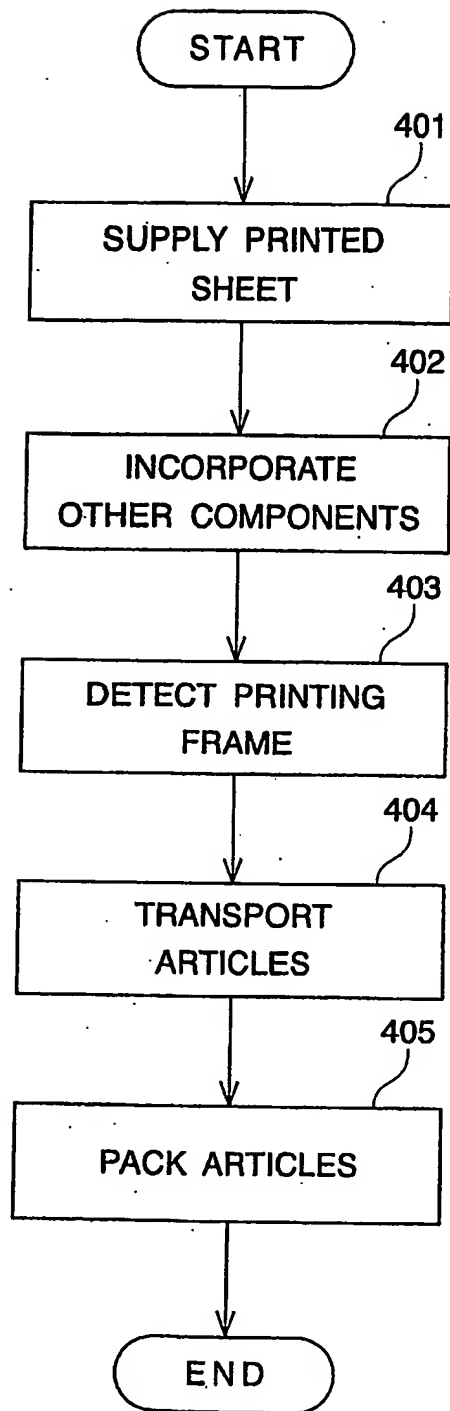 START
401
SUPPLY PRINTED
SHEET
402
INCORPORATE
OTHER COMPONENTS
403
DETECT PRINTING
FRAME
404
TRANSPORT
ARTICLES
405
PACK ARTICLES
END